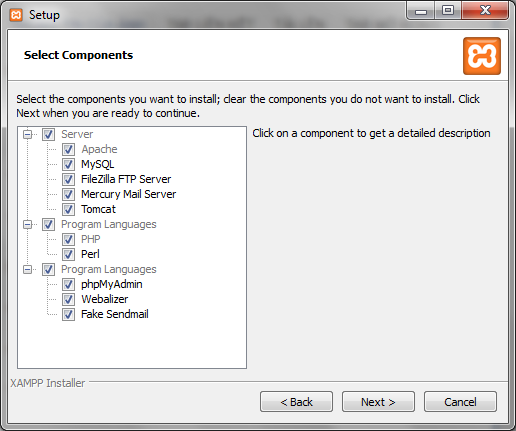 Setup
Select Components
Select the components you want to install; clear the components you do not want to install. Click
Next when you are ready to continue.
Server
Apache
MySQL
FileZilla FTP Server
Mercury Mail Server
Tomcat
Program Languages
PHP
Perl
Program Languages
phpMyAdmin
Webalizer
Fake Sendmail
Click on a component to get a detailed description
XAMPP Installer
< Back
Next >
Cancel